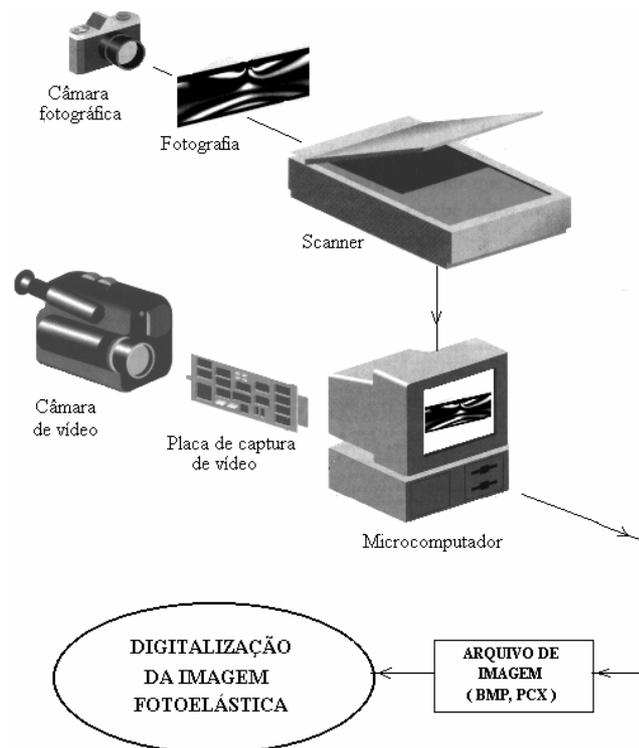 Câmara
fotográfica
Fotografia
Scanner
Câmara
de vídeo
Placa de captura
de vídeo
Microcomputador
DIGITALIZAÇÃO
DA IMAGEM
FOTOELÁSTICA
ARQUIVO DE
IMAGEM
( BMP, PCX )